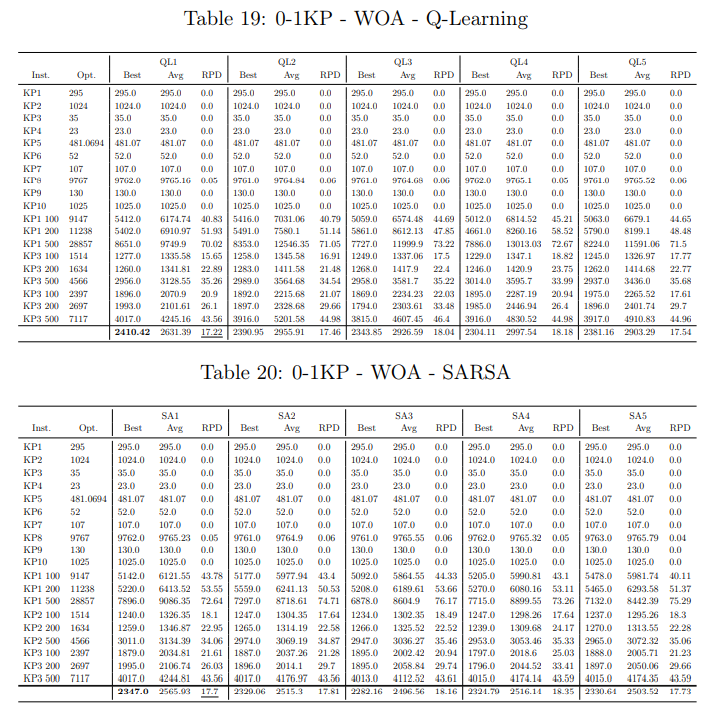 Table 19: 0-1KP - WOA - Q-Learning
QL1 QL2 QL3 QL4 QL5
Inst. Opt. Best Avg RPD Best Avg RPD Best Avg RPD Best Avg RPD Best Avg RPD
KP1 295 295.0 295.0 0.0 295.0 295.0 0.0 295.0 295.0 0.0 295.0 295.0 0.0 295.0 295.0 0.0
KP2 1024 1024.0 1024.0 0.0 1024.0 1024.0 0.0 1024.0 1024.0 0.0 1024.0 1024.0 0.0 1024.0 1024.0 0.0
KP3 35 35.0 35.0 0.0 35.0 35.0 0.0 35.0 35.0 0.0 35.0 35.0 0.0 35.0 35.0 0.0
KP4 23 23.0 23.0 0.0 23.0 23.0 0.0 23.0 23.0 0.0 23.0 23.0 0.0 23.0 23.0 0.0
KP5 481.0694 481.07 481.07 0.0 481.07 481.07 0.0 481.07 481.07 0.0 481.07 481.07 0.0 481.07 481.07 0.0
KP6 52 52.0 52.0 0.0 52.0 52.0 0.0 52.0 52.0 0.0 52.0 52.0 0.0 52.0 52.0 0.0
KP7 107 107.0 107.0 0.0 107.0 107.0 0.0 107.0 107.0 0.0 107.0 107.0 0.0 107.0 107.0 0.0
KP8 9767 9762.0 9765.16 0.05 9761.0 9764.84 0.06 9761.0 9764.68 0.06 9762.0 9765.1 0.05 9761.0 9765.52 0.06
KP9 130 130.0 130.0 0.0 130.0 130.0 0.0 130.0 130.0 0.0 130.0 130.0 0.0 130.0 130.0 0.0
KP10 1025 1025.0 1025.0 0.0 1025.0 1025.0 0.0 1025.0 1025.0 0.0 1025.0 1025.0 0.0 1025.0 1025.0 0.0
KP1 100 9147 5412.0 6174.74 40.83 5416.0 7031.06 40.79 5059.0 6574.48 44.69 5012.0 6814.52 45.21 5063.0 6679.1 44.65
KP1 200 11238 5402.0 6910.97 51.93 5491.0 7580.1 51.14 5861.0 8612.13 47.85 4661.0 8260.16 58.52 5790.0 8199.1 48.48
KP1 500 28857 8651.0 9749.9 70.02 8353.0 12546.35 71.05 7727.0 11999.9 73.22 7886.0 13013.03 72.67 8224.0 11591.06 71.5
KP3 100 1514 1277.0 1335.58 15.65 1258.0 1345.58 16.91 1249.0 1337.06 17.5 1229.0 1347.1 18.82 1245.0 1326.97 17.77
KP3 200 1634 1260.0 1341.81 22.89 1283.0 1411.58 21.48 1268.0 1417.9 22.4 1246.0 1420.9 23.75 1262.0 1414.68 22.77
KP3 500 4566 2956.0 3128.55 35.26 2989.0 3564.68 34.54 2958.0 3581.7 35.22 3014.0 3595.7 33.99 2937.0 3436.0 35.68
KP3 100 2397 1896.0 2070.9 20.9 1892.0 2215.68 21.07 1869.0 2234.23 22.03 1895.0 2287.19 20.94 1975.0 2265.52 17.61
KP3 200 2697 1993.0 2101.61 26.1 1897.0 2328.68 29.66 1794.0 2303.61 33.48 1985.0 2446.94 26.4 1896.0 2401.74 29.7
KP3 500 7117 4017.0 4245.16 43.56 3916.0 5201.58 44.98 3815.0 4607.45 46.4 3916.0 4830.52 44.98 3917.0 4910.83 44.96
2410.42 2631.39 17.22 2390.95 2955.91 17.46 2343.85 2926.59 18.04 2304.11 2997.54 18.18 2381.16 2903.29 17.54
Table 20: 0-1KP - WOA - SARSA
SA1 SA2 SA3 SA4 SA5
Inst. Opt. Best Avg RPD Best Avg RPD Best Avg RPD Best Avg RPD Best Avg RPD
KP1 295 295.0 295.0 0.0 295.0 295.0 0.0 295.0 295.0 0.0 295.0 295.0 0.0 295.0 295.0 0.0
KP2 1024 1024.0 1024.0 0.0 1024.0 1024.0 0.0 1024.0 1024.0 0.0 1024.0 1024.0 0.0 1024.0 1024.0 0.0
KP3 35 35.0 35.0 0.0 35.0 35.0 0.0 35.0 35.0 0.0 35.0 35.0 0.0 35.0 35.0 0.0
KP4 23 23.0 23.0 0.0 23.0 23.0 0.0 23.0 23.0 0.0 23.0 23.0 0.0 23.0 23.0 0.0
KP5 481.0694 481.07 481.07 0.0 481.07 481.07 0.0 481.07 481.07 0.0 481.07 481.07 0.0 481.07 481.07 0.0
KP6 52 52.0 52.0 0.0 52.0 52.0 0.0 52.0 52.0 0.0 52.0 52.0 0.0 52.0 52.0 0.0
KP7 107 107.0 107.0 0.0 107.0 107.0 0.0 107.0 107.0 0.0 107.0 107.0 0.0 107.0 107.0 0.0
KP8 9767 9762.0 9765.23 0.05 9761.0 9764.9 0.06 9761.0 9765.55 0.06 9762.0 9765.32 0.05 9763.0 9765.79 0.04
KP9 130 130.0 130.0 0.0 130.0 130.0 0.0 130.0 130.0 0.0 130.0 130.0 0.0 130.0 130.0 0.0
KP10 1025 1025.0 1025.0 0.0 1025.0 1025.0 0.0 1025.0 1025.0 0.0 1025.0 1025.0 0.0 1025.0 1025.0 0.0
KP1 100 9147 5142.0 6121.55 43.78 5177.0 5977.94 43.4 5092.0 5864.55 44.33 5205.0 5990.81 43.1 5478.0 5981.74 40.11
KP1 200 11238 5220.0 6413.52 53.55 5559.0 6241.13 50.53 5208.0 6189.61 53.66 5270.0 6080.16 53.11 5465.0 6293.58 51.37
KP1 500 28857 7896.0 9086.35 72.64 7297.0 8718.61 74.71 6878.0 8604.9 76.17 7715.0 8899.55 73.26 7132.0 8442.39 75.29
KP2 100 1514 1240.0 1326.35 18.1 1247.0 1304.35 17.64 1234.0 1302.35 18.49 1247.0 1298.26 17.64 1237.0 1295.26 18.3
KP2 200 1634 1259.0 1346.87 22.95 1265.0 1314.19 22.58 1266.0 1325.52 22.52 1239.0 1309.68 24.17 1270.0 1313.55 22.28
KP2 500 4566 3011.0 3134.39 34.06 2974.0 3069.19 34.87 2947.0 3036.27 35.46 2953.0 3053.46 35.33 2965.0 3072.32 35.06
KP3 100 2397 1879.0 2034.81 21.61 1887.0 2037.26 21.28 1893.0 2002.42 20.94 1797.0 2018.6 25.03 1888.0 2005.71 21.23
KP3 200 2697 1995.0 2106.74 26.03 1896.0 2014.1 29.7 1895.0 2058.84 29.74 1796.0 2044.52 33.41 1897.0 2050.06 29.66
KP3 500 7117 4017.0 4244.81 43.56 4017.0 4176.97 43.56 4013.0 4112.52 43.61 4015.0 4174.14 43.59 4015.0 4174.35 43.59
2347.0 2565.93 17.7 2329.06 2515.3 17.81 2282.16 2496.56 18.16 2324.79 2516.14 18.35 2330.64 2503.52 17.73